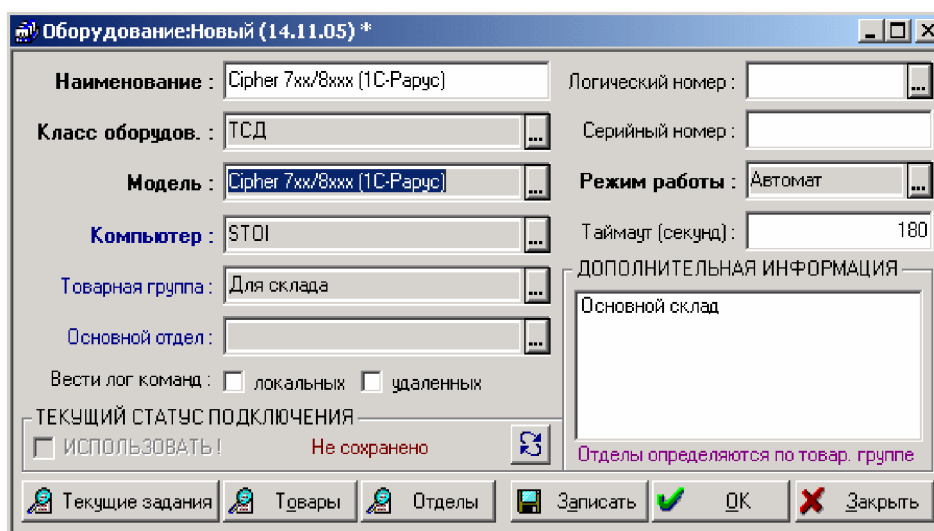 Оборудование:Новый (14.11.05) *
Наименование : Cipher 7xx/8xxx (1С-Рарус)
Логический номер : ...
Класс оборудов. : ТСД ...
Серийный номер :
Модель : Cipher 7xx/8xxx (1С-Рарус) ...
Режим работы : Автомат ...
Компьютер : STOI ...
Таймаут (секунд) : 180
Товарная группа : Для склада ...
ДОПОЛНИТЕЛЬНАЯ ИНФОРМАЦИЯ
Основной склад
Основной отдел : ...
Вести лог команд : локальных удаленных
ТЕКУЩИЙ СТАТУС ПОДКЛЮЧЕНИЯ
ИСПОЛЬЗОВАТЬ ! Не сохранено
Отделы определяются по товар. группе
Текущие задания Товары Отделы Записать OK Закрыть